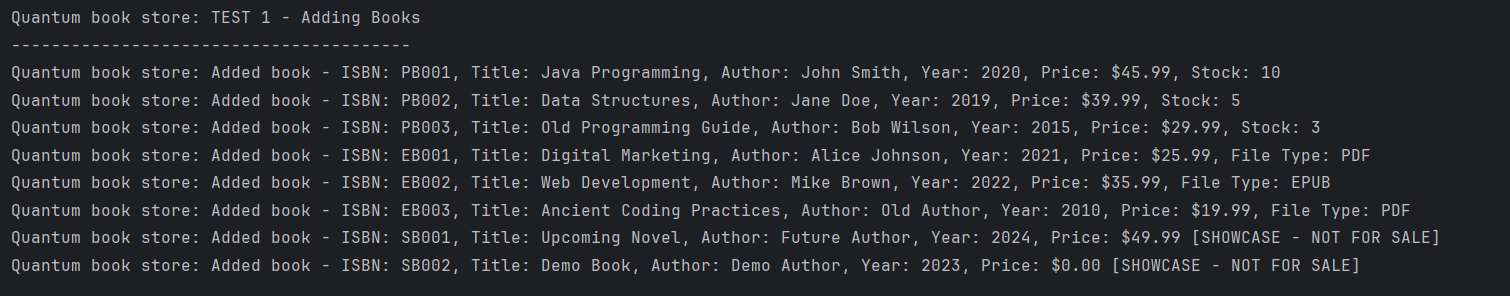 Quantum book store: TEST 1 - Adding Books
----------------------------------------
Quantum book store: Added book - ISBN: PB001, Title: Java Programming, Author: John Smith, Year: 2020, Price: $45.99, Stock: 10
Quantum book store: Added book - ISBN: PB002, Title: Data Structures, Author: Jane Doe, Year: 2019, Price: $39.99, Stock: 5
Quantum book store: Added book - ISBN: PB003, Title: Old Programming Guide, Author: Bob Wilson, Year: 2015, Price: $29.99, Stock: 3
Quantum book store: Added book - ISBN: EB001, Title: Digital Marketing, Author: Alice Johnson, Year: 2021, Price: $25.99, File Type: PDF
Quantum book store: Added book - ISBN: EB002, Title: Web Development, Author: Mike Brown, Year: 2022, Price: $35.99, File Type: EPUB
Quantum book store: Added book - ISBN: EB003, Title: Ancient Coding Practices, Author: Old Author, Year: 2010, Price: $19.99, File Type: PDF
Quantum book store: Added book - ISBN: SB001, Title: Upcoming Novel, Author: Future Author, Year: 2024, Price: $49.99 [SHOWCASE - NOT FOR SALE]
Quantum book store: Added book - ISBN: SB002, Title: Demo Book, Author: Demo Author, Year: 2023, Price: $0.00 [SHOWCASE - NOT FOR SALE]